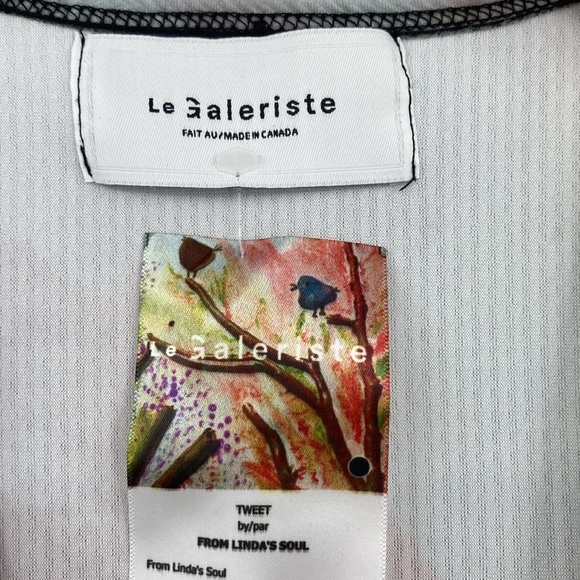 Le Galeriste
FAIT AU/MADE IN CANADA
Le Galeriste
TWEET
by/par
FROM LINDA'S SOUL
From Linda's Soul